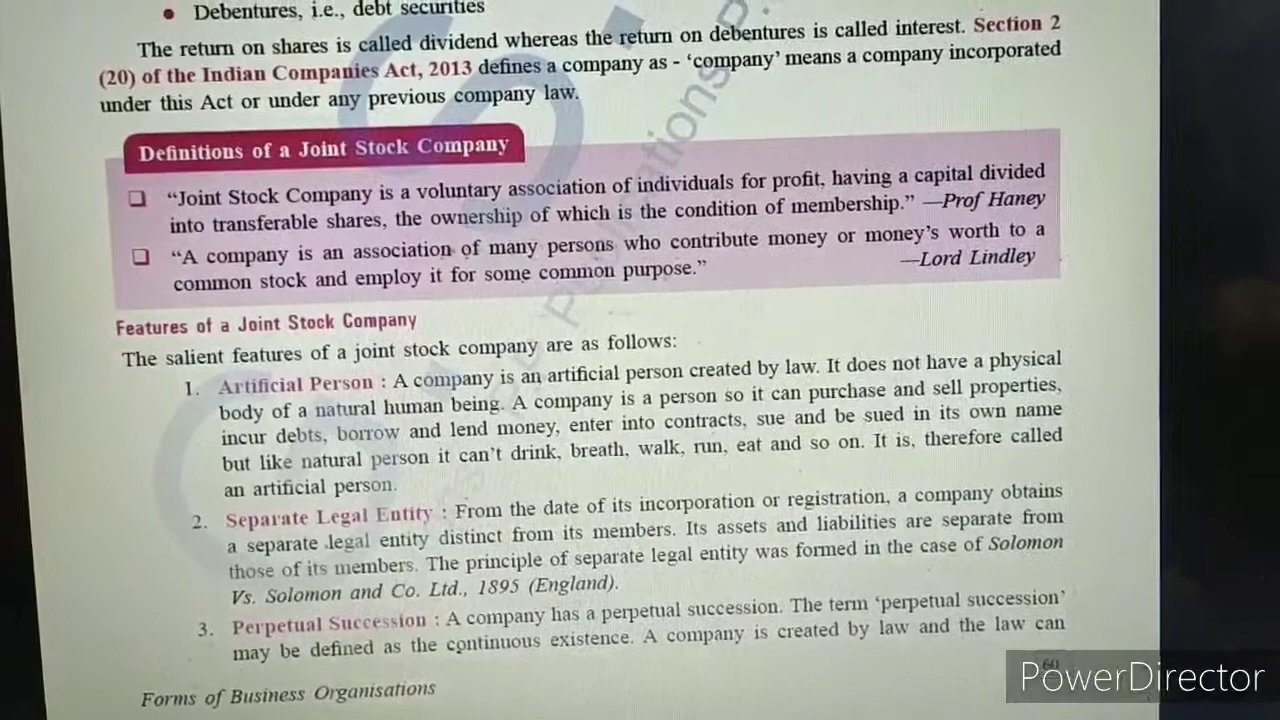 • Debentures, i.e., debt securities
The return on shares is called dividend whereas the return on debentures is called interest. Section 2
(20) of the Indian Companies Act, 2013 defines a company as - ‘company’ means a company incorporated
under this Act or under any previous company law.
Definitions of a Joint Stock Company
❑ “Joint Stock Company is a voluntary association of individuals for profit, having a capital divided
into transferable shares, the ownership of which is the condition of membership.” —Prof Haney
❑ “A company is an association of many persons who contribute money or money’s worth to a
common stock and employ it for some common purpose.” —Lord Lindley
Features of a Joint Stock Company
The salient features of a joint stock company are as follows:
1. Artificial Person : A company is an artificial person created by law. It does not have a physical
body of a natural human being. A company is a person so it can purchase and sell properties,
incur debts, borrow and lend money, enter into contracts, sue and be sued in its own name
but like natural person it can’t drink, breath, walk, run, eat and so on. It is, therefore called
an artificial person.
2. Separate Legal Entity : From the date of its incorporation or registration, a company obtains
a separate legal entity distinct from its members. Its assets and liabilities are separate from
those of its members. The principle of separate legal entity was formed in the case of Solomon
Vs. Solomon and Co. Ltd., 1895 (England).
3. Perpetual Succession : A company has a perpetual succession. The term ‘perpetual succession’
may be defined as the continuous existence. A company is created by law and the law can
Forms of Business Organisations
PowerDirector